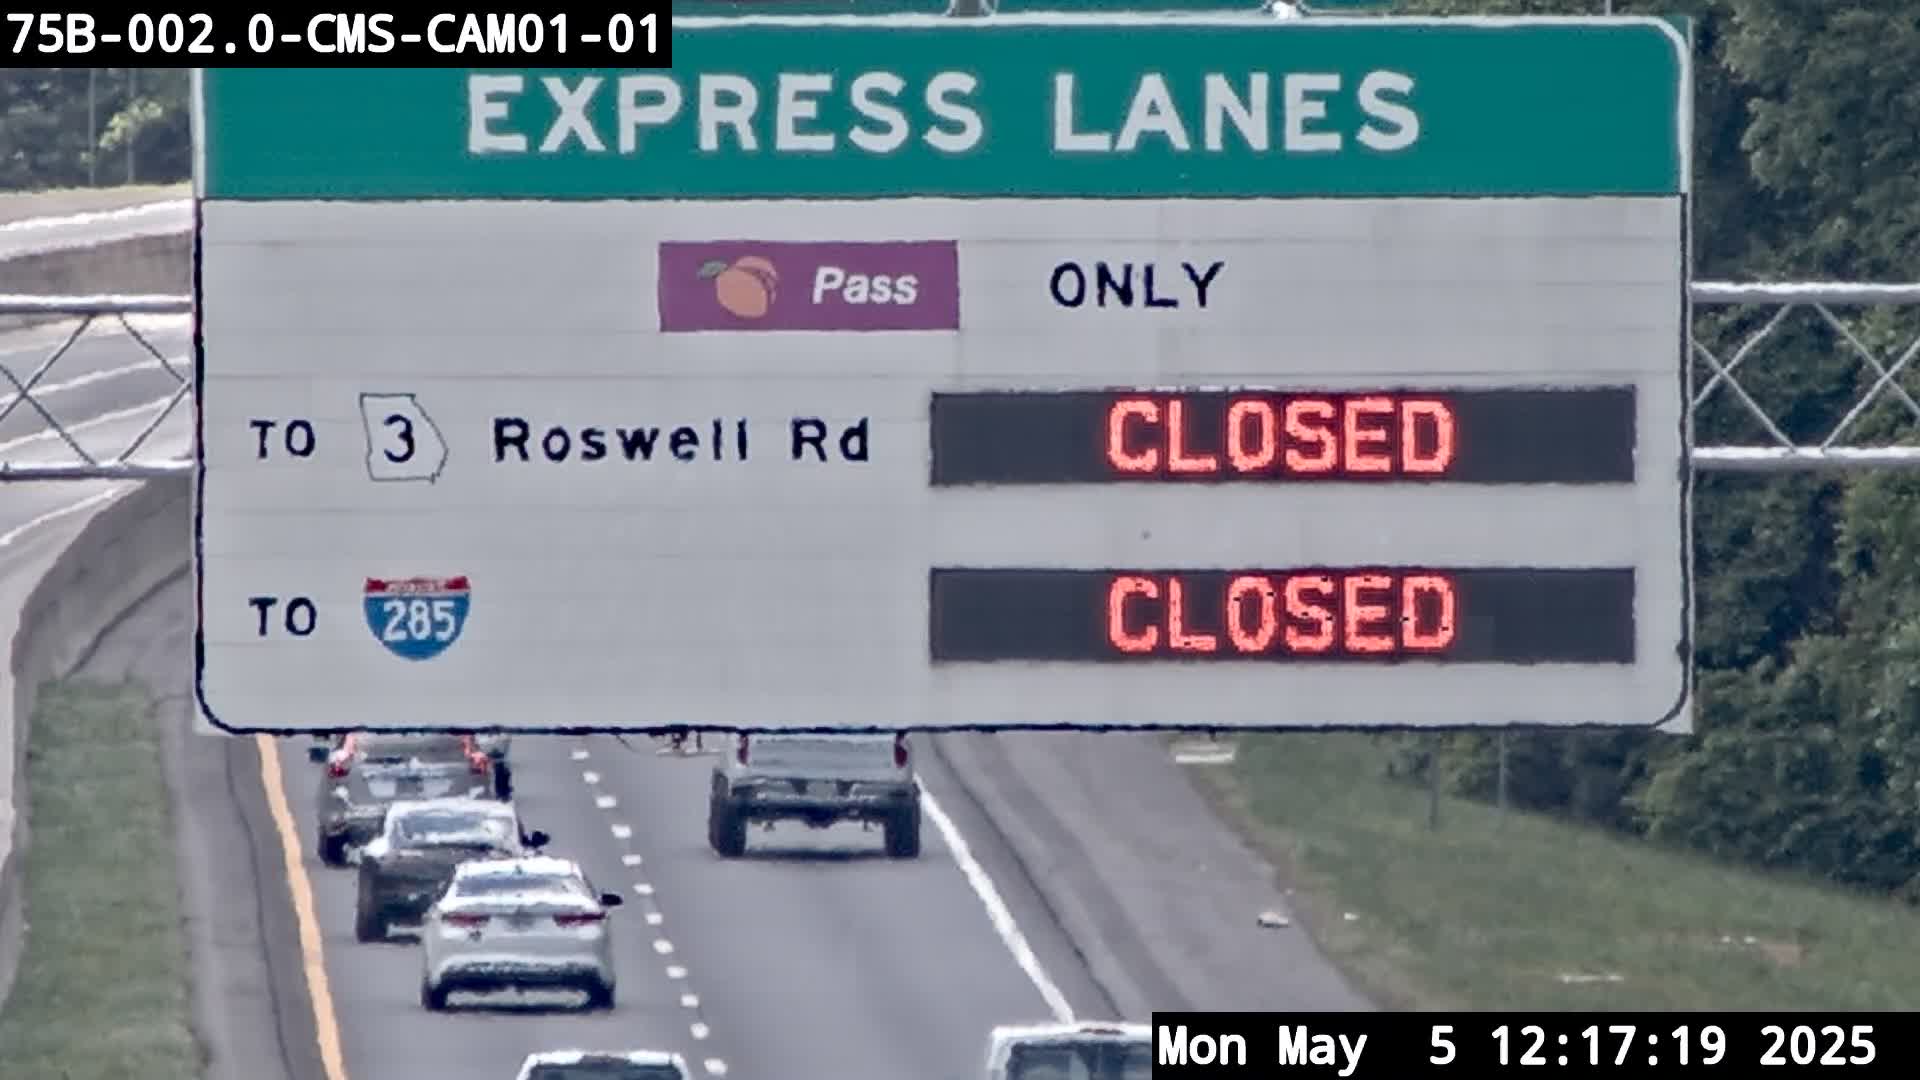 75B-002.0-CMS-CAM01-01
EXPRESS LANES
Pass ONLY
TO 3 Roswell Rd CLOSED
TO 285 CLOSED
Mon May 5 12:17:19 2025